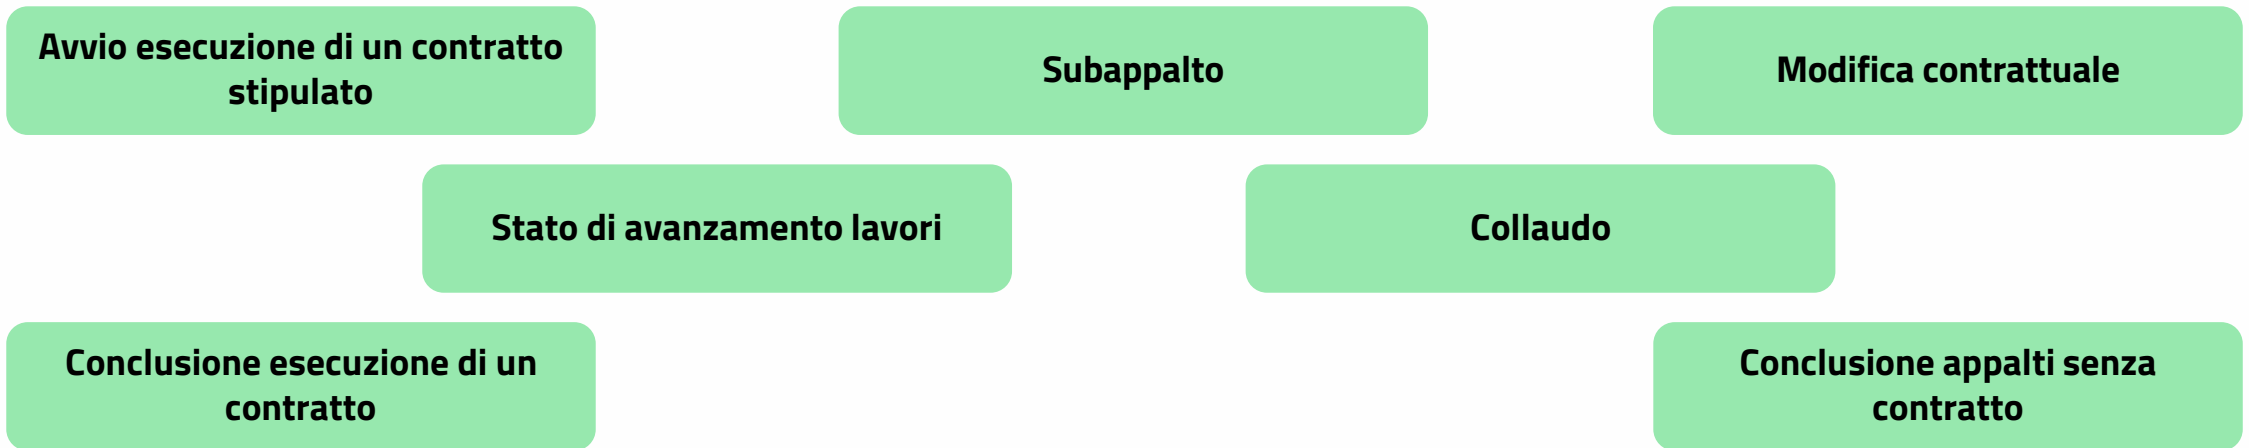 Avvio esecuzione di un contratto
stipulato
Subappalto
Modifica contrattuale
Stato di avanzamento lavori
Collaudo
Conclusione esecuzione di un
contratto
Conclusione appalti senza
contratto